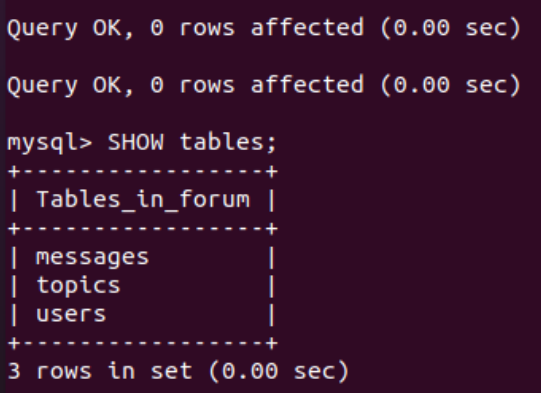 Query OK, 0 rows affected (0.00 sec)
Query OK, 0 rows affected (0.00 sec)
mysql> SHOW tables;
+-----------------+
| Tables_in_forum |
+-----------------+
| messages        |
| topics          |
| users           |
+-----------------+
3 rows in set (0.00 sec)